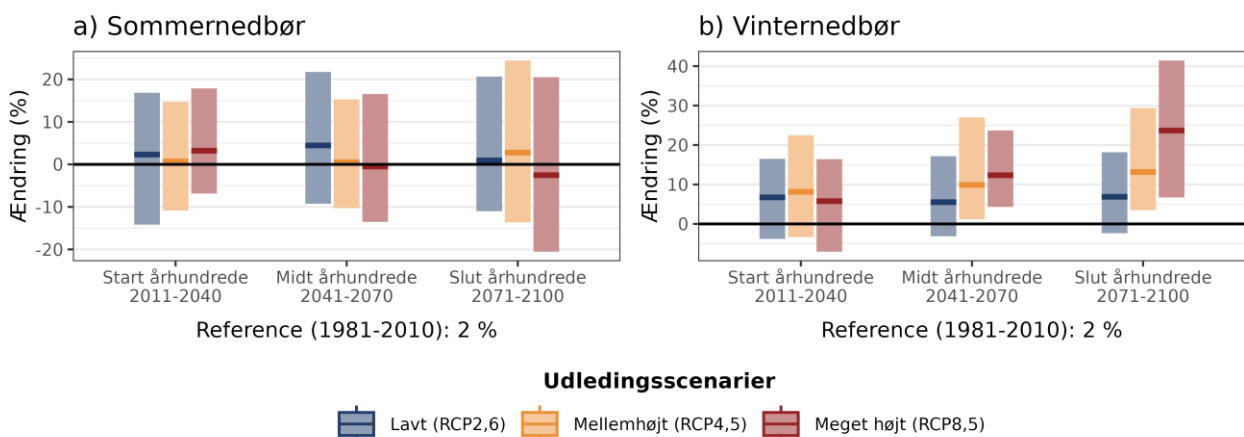 a) Sommernedbør
Ændring (%)
20
10
0
-10
-20
Start århundrede
2011-2040
Midt århundrede
2041-2070
Slut århundrede
2071-2100
Reference (1981-2010): 2 %
b) Vinternedbør
Ændring (%)
40
30
20
10
0
Start århundrede
2011-2040
Midt århundrede
2041-2070
Slut århundrede
2071-2100
Reference (1981-2010): 2 %
Udledingsscenarier
Lavt (RCP2,6)
Mellemhøjt (RCP4,5)
Meget højt (RCP8,5)